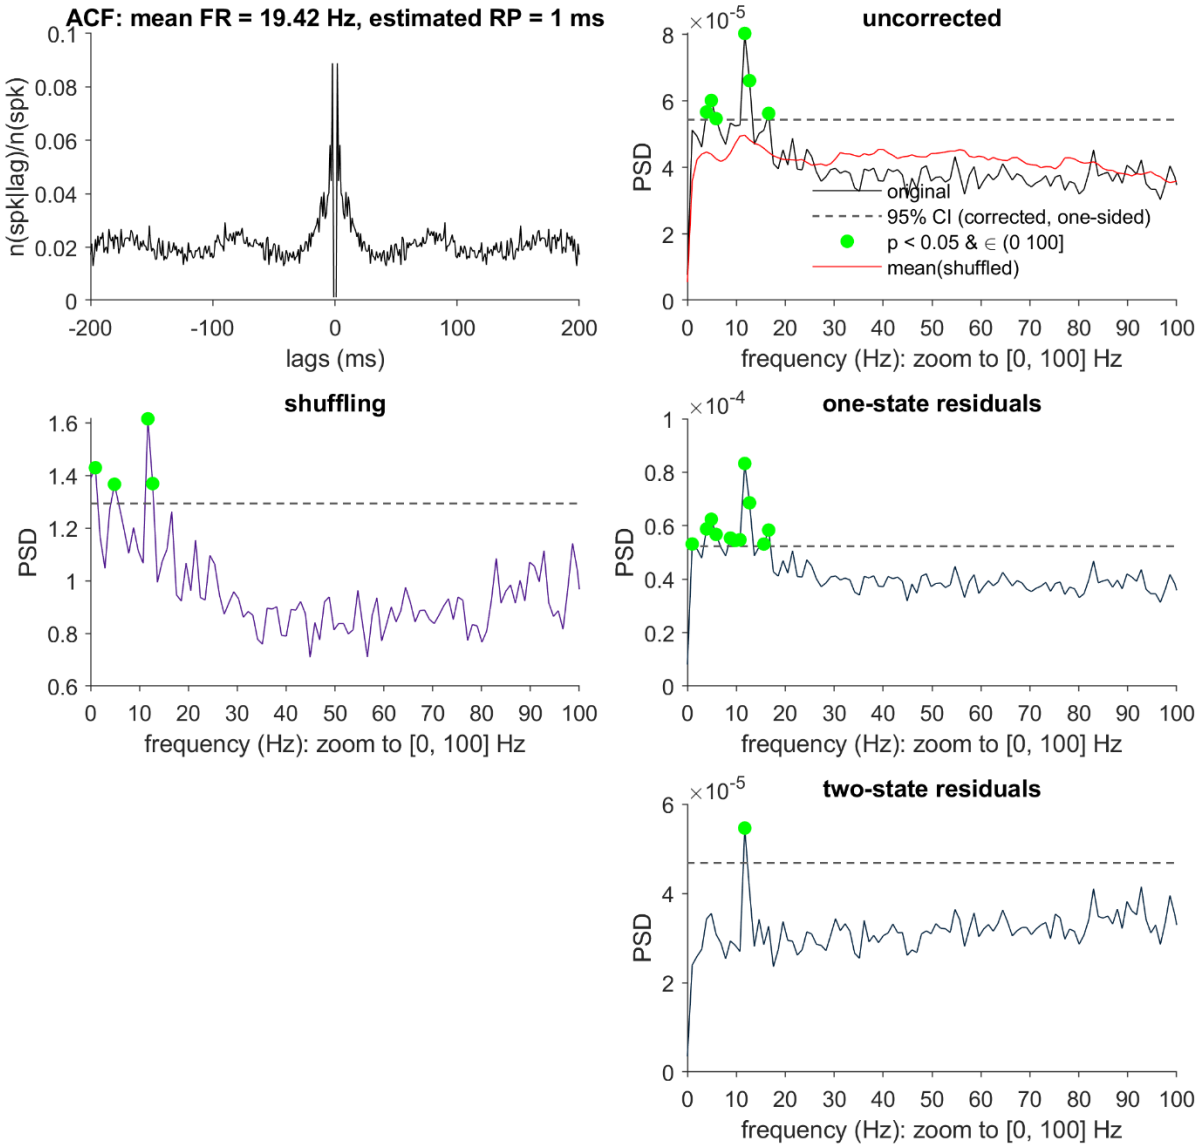 ACF: mean FR = 19.42 Hz, estimated RP = 1 ms
n(spk|lag)/n(spk)
0.1
0.08
0.06
0.04
0.02
0
-200 -100 0 100 200
lags (ms)
uncorrected
×10⁻⁵
PSD
8
6
4
2
0
original
95% CI (corrected, one-sided)
p < 0.05 & ∈ (0 100]
mean(shuffled)
0 10 20 30 40 50 60 70 80 90 100
frequency (Hz): zoom to [0, 100] Hz
shuffling
PSD
1.6
1.4
1.2
1
0.8
0.6
0 10 20 30 40 50 60 70 80 90 100
frequency (Hz): zoom to [0, 100] Hz
one-state residuals
×10⁻⁴
PSD
1
0.8
0.6
0.4
0.2
0
0 10 20 30 40 50 60 70 80 90 100
frequency (Hz): zoom to [0, 100] Hz
two-state residuals
×10⁻⁵
PSD
6
4
2
0
0 10 20 30 40 50 60 70 80 90 100
frequency (Hz): zoom to [0, 100] Hz